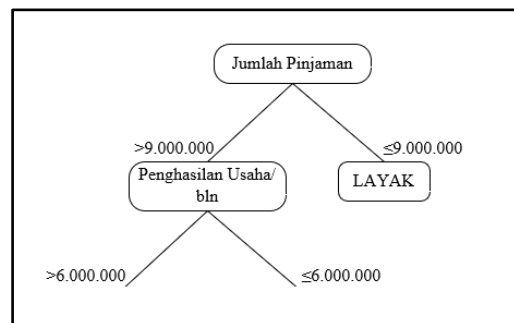 Jumlah Pinjaman
>9.000.000
≤9.000.000
Penghasilan Usaha/
bln
LAYAK
>6.000.000
≤6.000.000